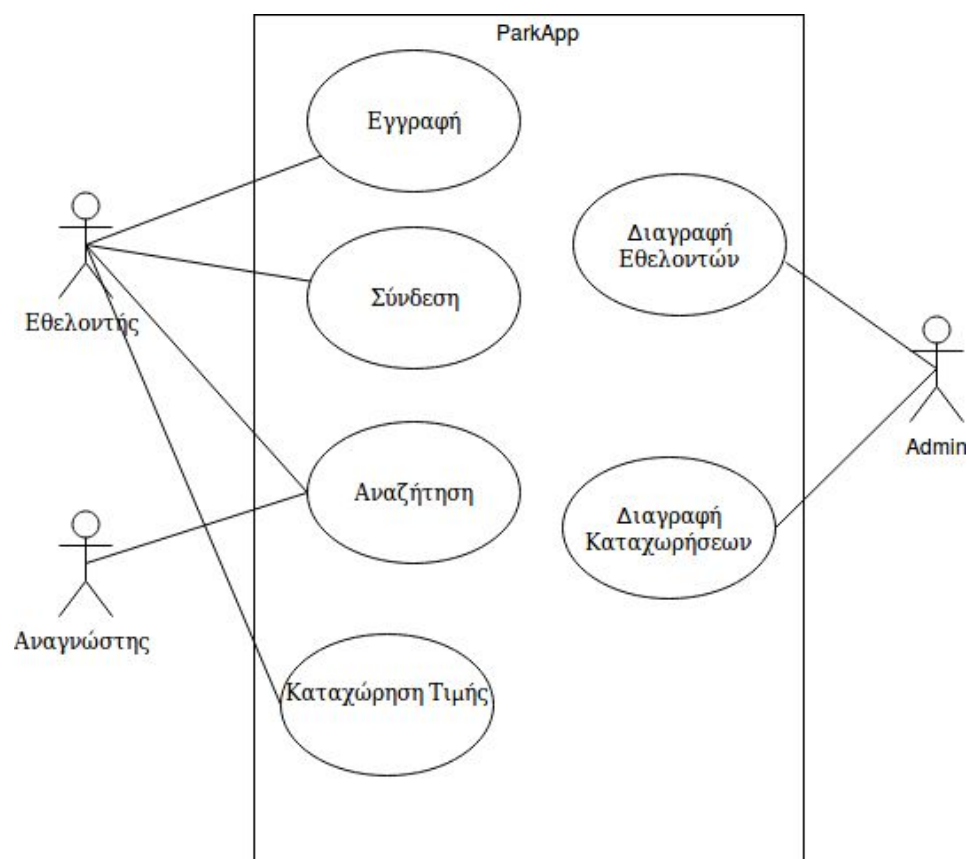 ParkApp
Εγγραφή
Διαγραφή
Εθελοντών
Σύνδεση
Εθελοντής
Admin
Αναζήτηση
Διαγραφή
Καταχωρήσεων
Αναγνώστης
Καταχώρηση Τιμής